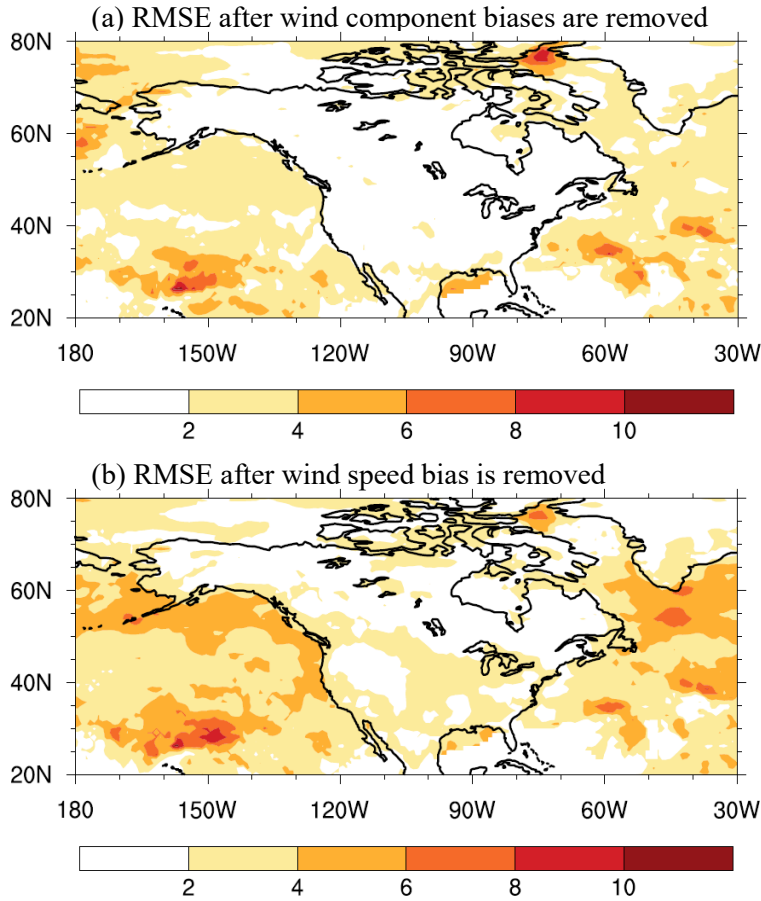 (a) RMSE after wind component biases are removed
80N
60N
40N
20N
180 150W 120W 90W 60W 30W
2 4 6 8 10
(b) RMSE after wind speed bias is removed
80N
60N
40N
20N
180 150W 120W 90W 60W 30W
2 4 6 8 10